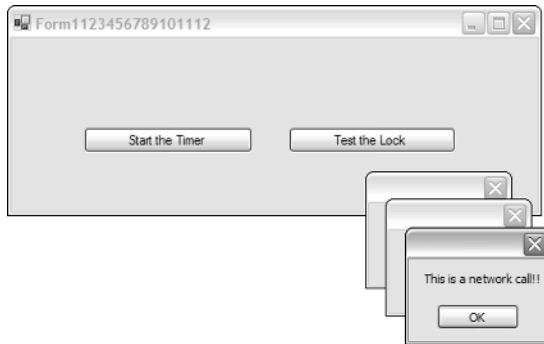 Form1123456789101112
Start the Timer
Test the Lock
This is a network call!!
OK